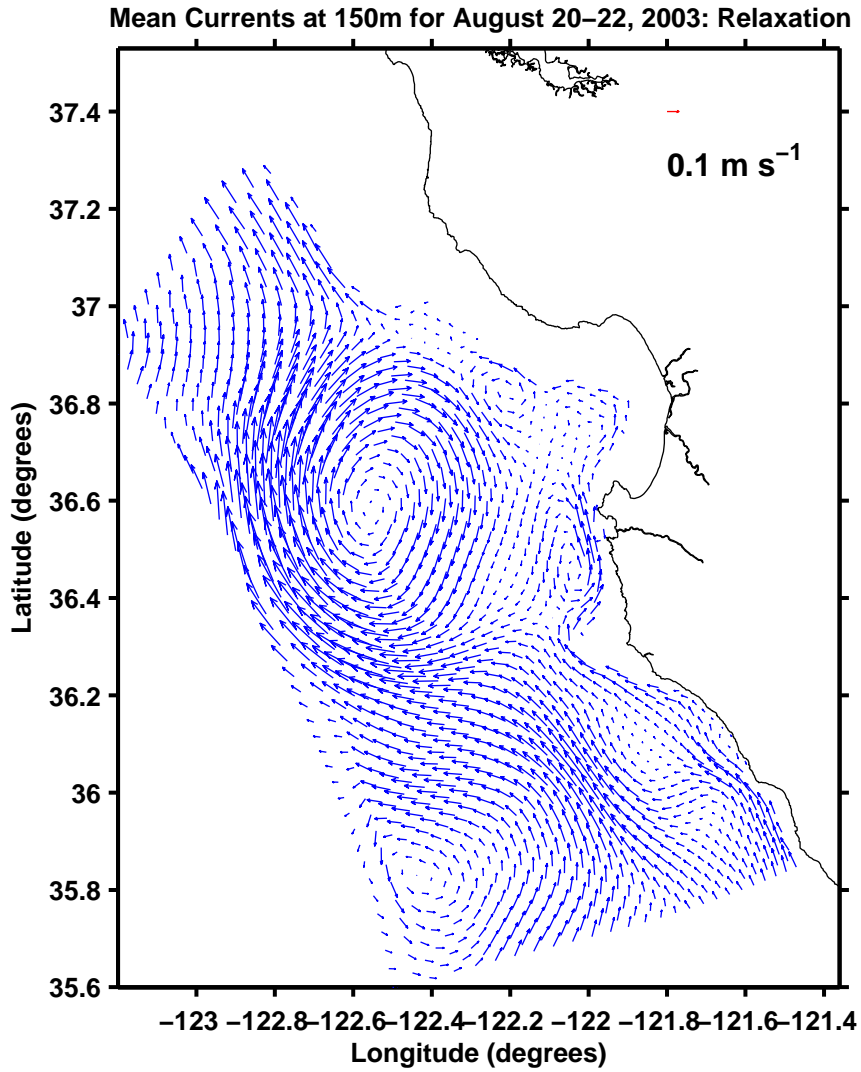 Mean Currents at 150m for August 20–22, 2003: Relaxation
37.4
0.1 m s⁻¹
37.2
37
36.8
36.6
36.4
36.2
36
35.8
35.6
Latitude (degrees)
−123 −122.8 −122.6 −122.4 −122.2 −122 −121.8 −121.6 −121.4
Longitude (degrees)